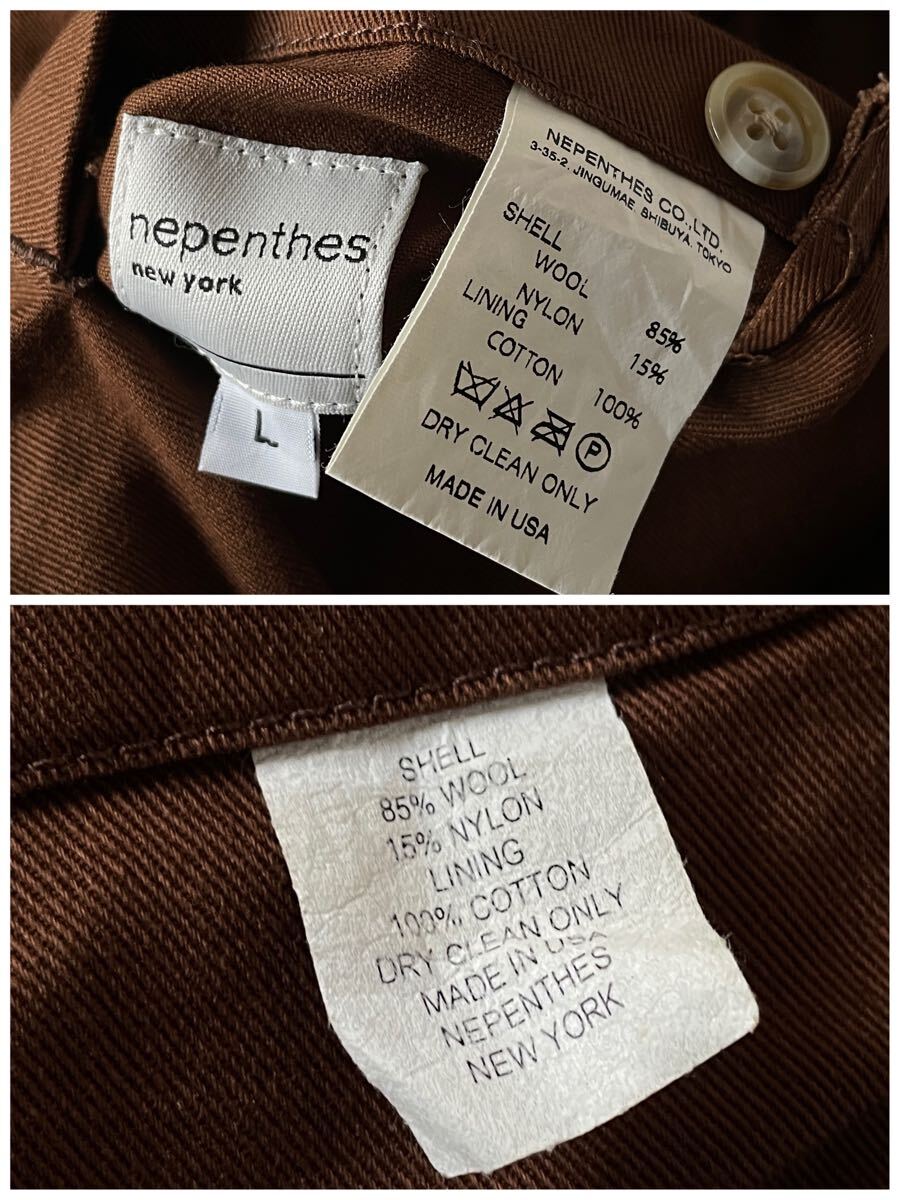 nepenthes
new york
L
NEPENTHES CO.,LTD.
3-35-2, JINGUMAE, SHIBUYA, TOKYO
SHELL
WOOL 85%
NYLON 15%
LINING
COTTON 100%
P
DRY CLEAN ONLY
MADE IN USA
SHELL
85% WOOL
15% NYLON
LINING
100% COTTON
DRY CLEAN ONLY
MADE IN USA
NEPENTHES
NEW YORK